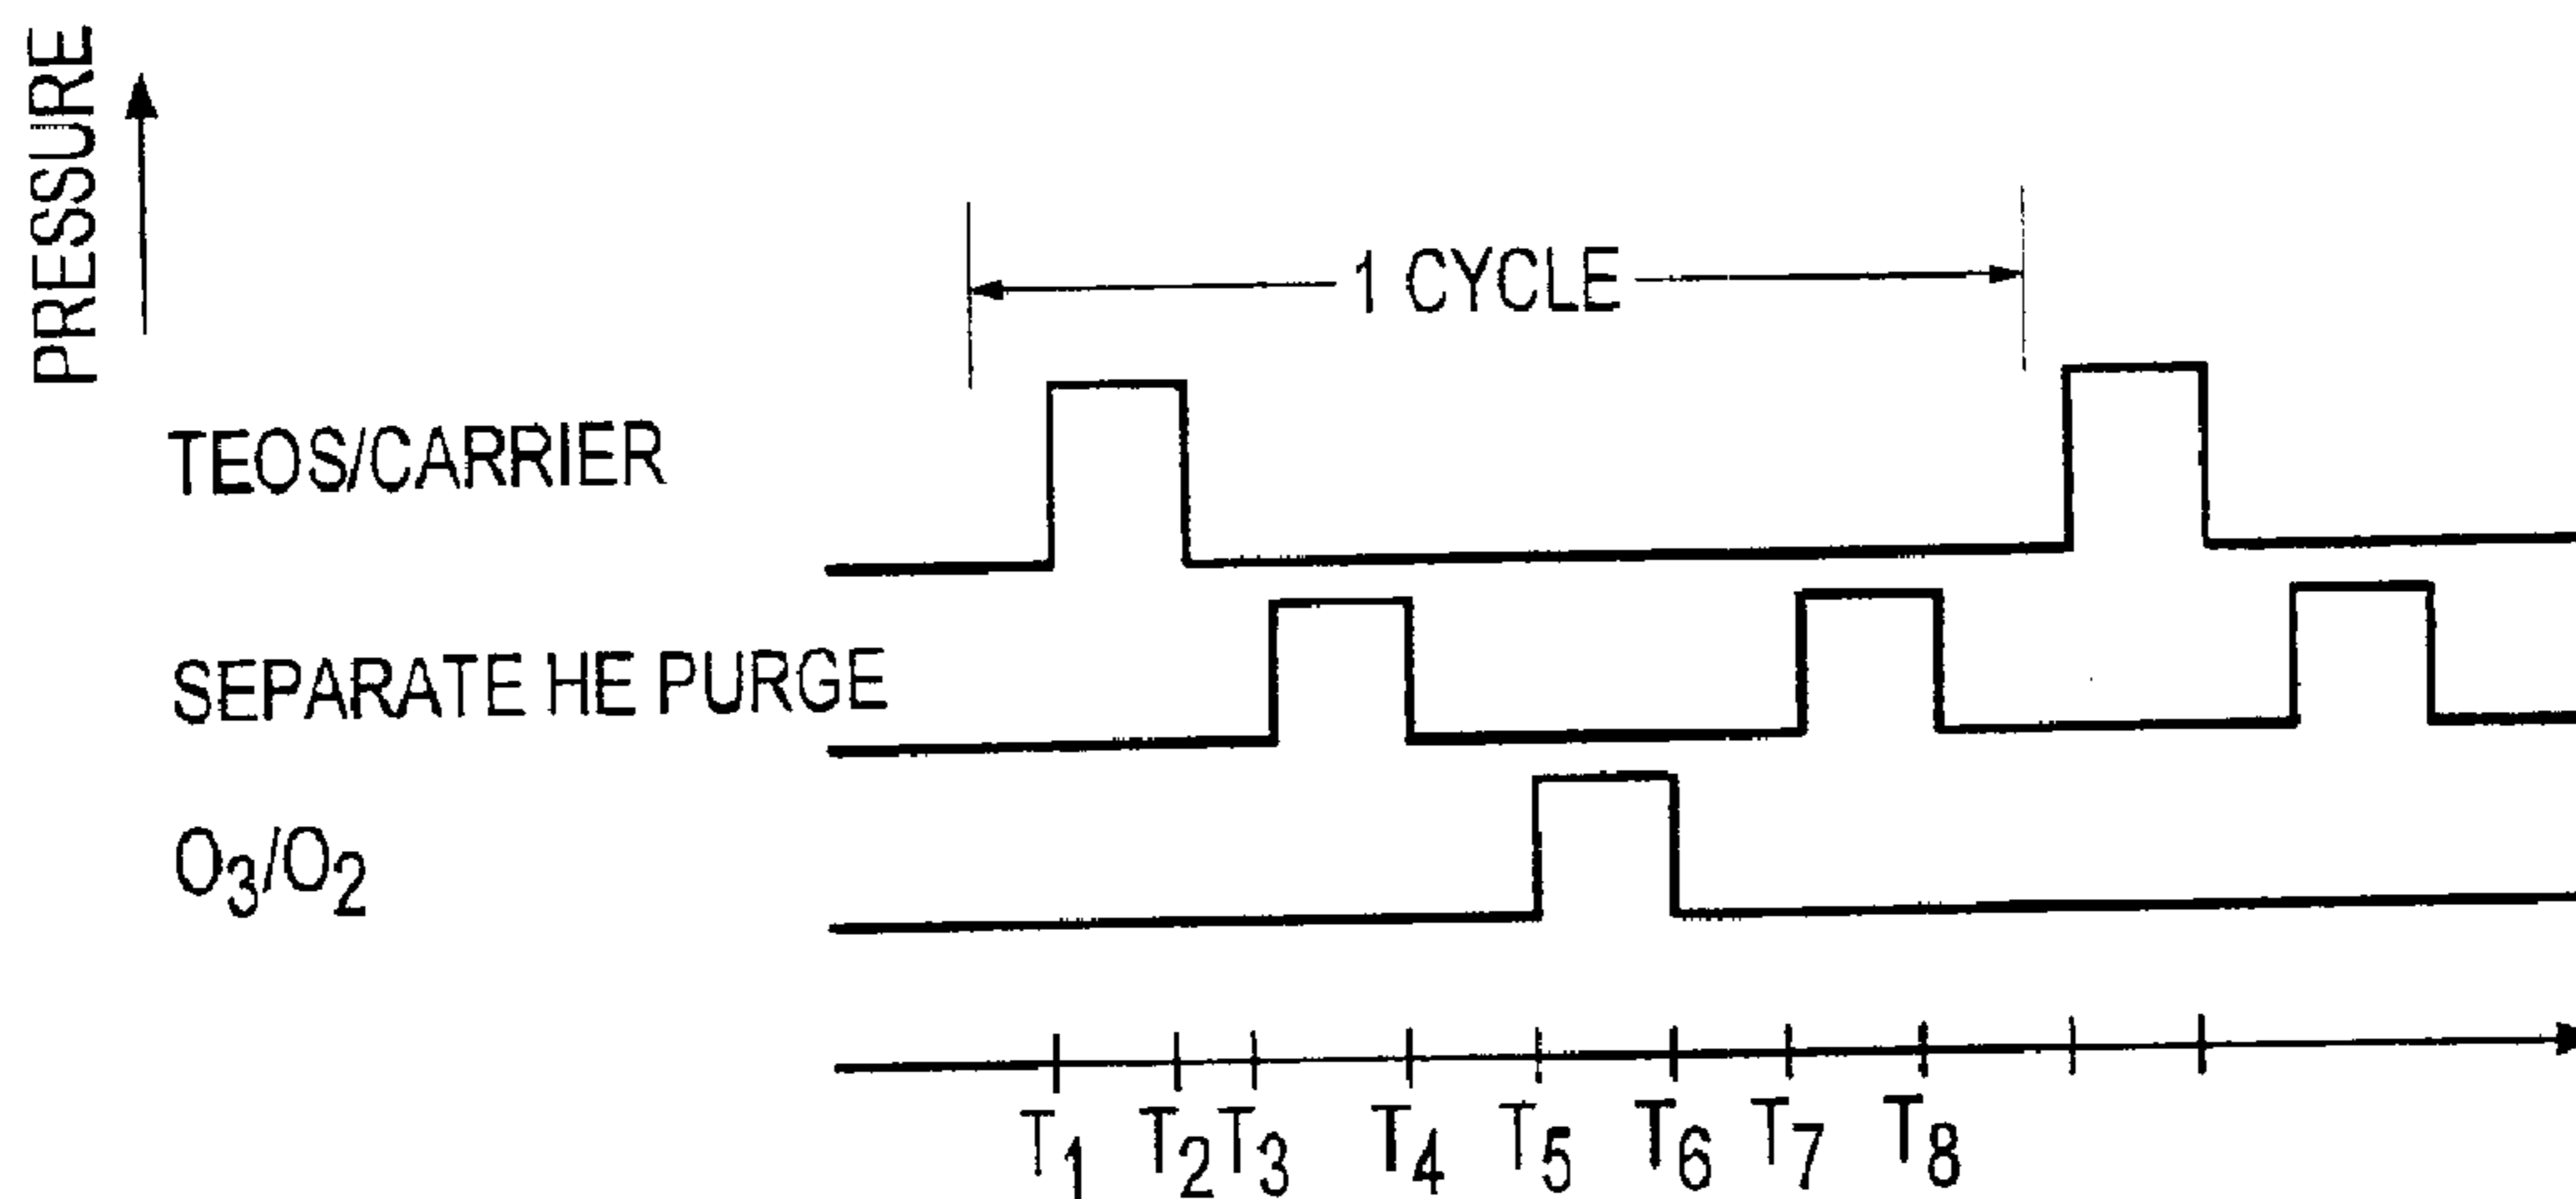 PRESSURE
1 CYCLE
TEOS/CARRIER
SEPARATE HE PURGE
O₃/O₂
T₁ T₂ T₃ T₄ T₅ T₆ T₇ T₈